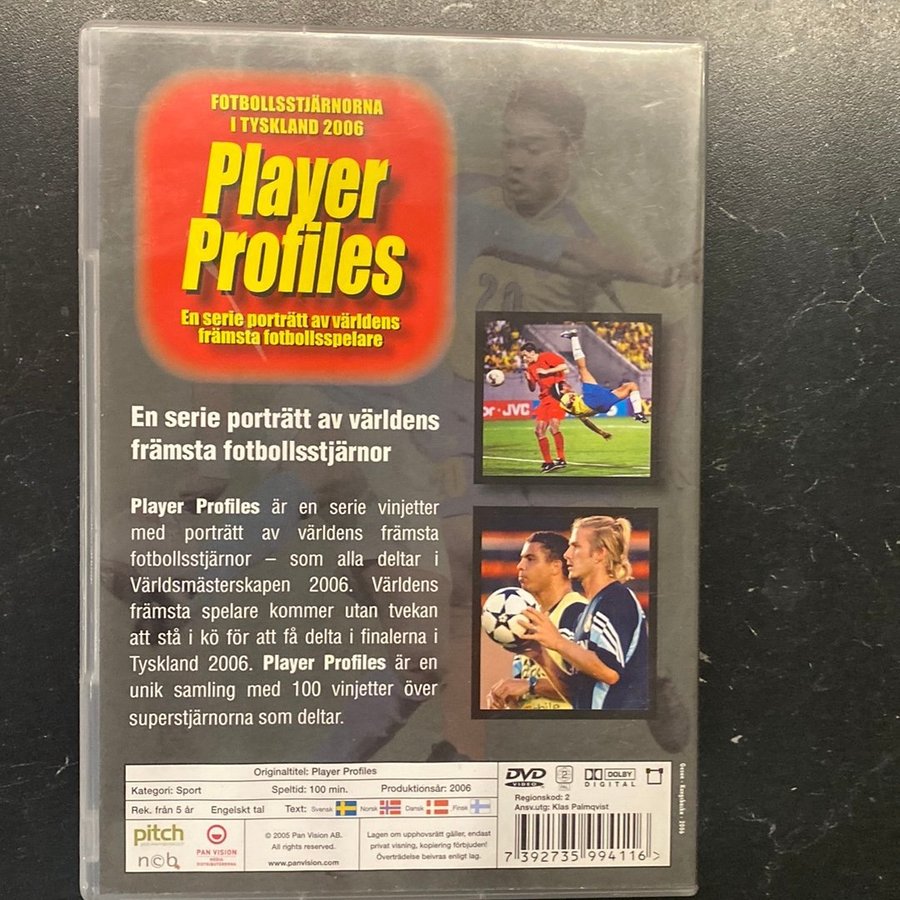 FOTBOLLSSTJÄRNORNA
I TYSKLAND 2006
Player
Profiles
En serie porträtt av världens
främsta fotbollsspelare
20
JVC
En serie porträtt av världens
främsta fotbollsstjärnor
Player Profiles är en serie vinjetter
med porträtt av världens främsta
fotbollsstjärnor – som alla deltar i
Världsmästerskapen 2006. Världens
främsta spelare kommer utan tvekan
att stå i kö för att få delta i finalerna i
Tyskland 2006. Player Profiles är en
unik samling med 100 vinjetter över
superstjärnorna som deltar.
Originaltitel: Player Profiles
Kategori: Sport Speltid: 100 min. Produktionsår: 2006
Rek. från 5 år Engelskt tal Text: Svensk Norsk Dansk Finsk
pitch
ncb
PAN VISION
MEDIA
DISTRIBUTÖRERNA
© 2005 Pan Vision AB.
All rights reserved.
www.panvision.com
Lagen om upphovsrätt gäller, endast
privat visning, kopiering förbjuden!
Överträdelse beivras enligt lag.
DVD
VIDEO
2
PAL
DOLBY
DIGITAL
Regionskod: 2
Ansv.utg: Klas Palmqvist
7 392735 994116 >